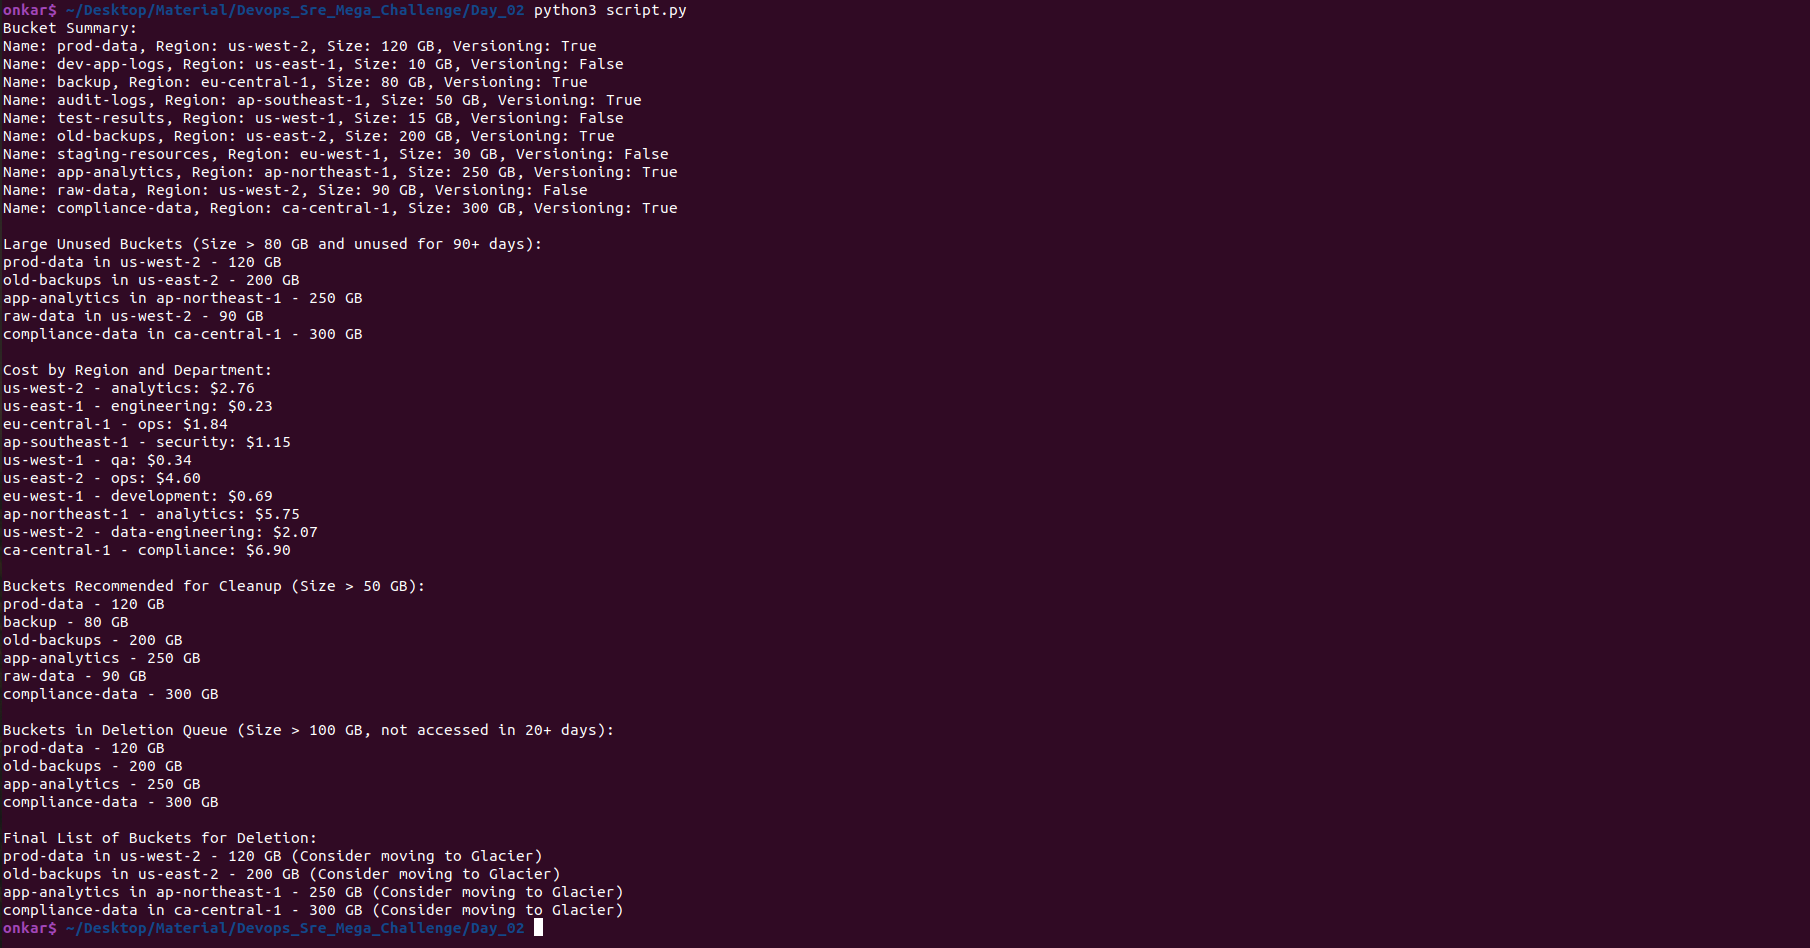 onkar$ ~/Desktop/Material/Devops_Sre_Mega_Challenge/Day_02 python3 script.py
Bucket Summary:
Name: prod-data, Region: us-west-2, Size: 120 GB, Versioning: True
Name: dev-app-logs, Region: us-east-1, Size: 10 GB, Versioning: False
Name: backup, Region: eu-central-1, Size: 80 GB, Versioning: True
Name: audit-logs, Region: ap-southeast-1, Size: 50 GB, Versioning: True
Name: test-results, Region: us-west-1, Size: 15 GB, Versioning: False
Name: old-backups, Region: us-east-2, Size: 200 GB, Versioning: True
Name: staging-resources, Region: eu-west-1, Size: 30 GB, Versioning: False
Name: app-analytics, Region: ap-northeast-1, Size: 250 GB, Versioning: True
Name: raw-data, Region: us-west-2, Size: 90 GB, Versioning: False
Name: compliance-data, Region: ca-central-1, Size: 300 GB, Versioning: True

Large Unused Buckets (Size > 80 GB and unused for 90+ days):
prod-data in us-west-2 - 120 GB
old-backups in us-east-2 - 200 GB
app-analytics in ap-northeast-1 - 250 GB
raw-data in us-west-2 - 90 GB
compliance-data in ca-central-1 - 300 GB

Cost by Region and Department:
us-west-2 - analytics: $2.76
us-east-1 - engineering: $0.23
eu-central-1 - ops: $1.84
ap-southeast-1 - security: $1.15
us-west-1 - qa: $0.34
us-east-2 - ops: $4.60
eu-west-1 - development: $0.69
ap-northeast-1 - analytics: $5.75
us-west-2 - data-engineering: $2.07
ca-central-1 - compliance: $6.90

Buckets Recommended for Cleanup (Size > 50 GB):
prod-data - 120 GB
backup - 80 GB
old-backups - 200 GB
app-analytics - 250 GB
raw-data - 90 GB
compliance-data - 300 GB

Buckets in Deletion Queue (Size > 100 GB, not accessed in 20+ days):
prod-data - 120 GB
old-backups - 200 GB
app-analytics - 250 GB
compliance-data - 300 GB

Final List of Buckets for Deletion:
prod-data in us-west-2 - 120 GB (Consider moving to Glacier)
old-backups in us-east-2 - 200 GB (Consider moving to Glacier)
app-analytics in ap-northeast-1 - 250 GB (Consider moving to Glacier)
compliance-data in ca-central-1 - 300 GB (Consider moving to Glacier)
onkar$ ~/Desktop/Material/Devops_Sre_Mega_Challenge/Day_02